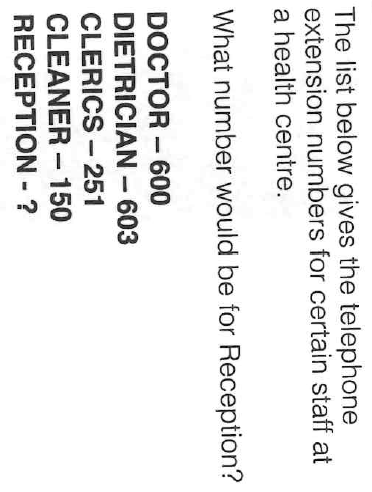 The list below gives the telephone
extension numbers for certain staff at
a health centre.
What number would be for Reception?
DOCTOR – 600
DIETRICIAN – 603
CLERICS – 251
CLEANER – 150
RECEPTION - ?